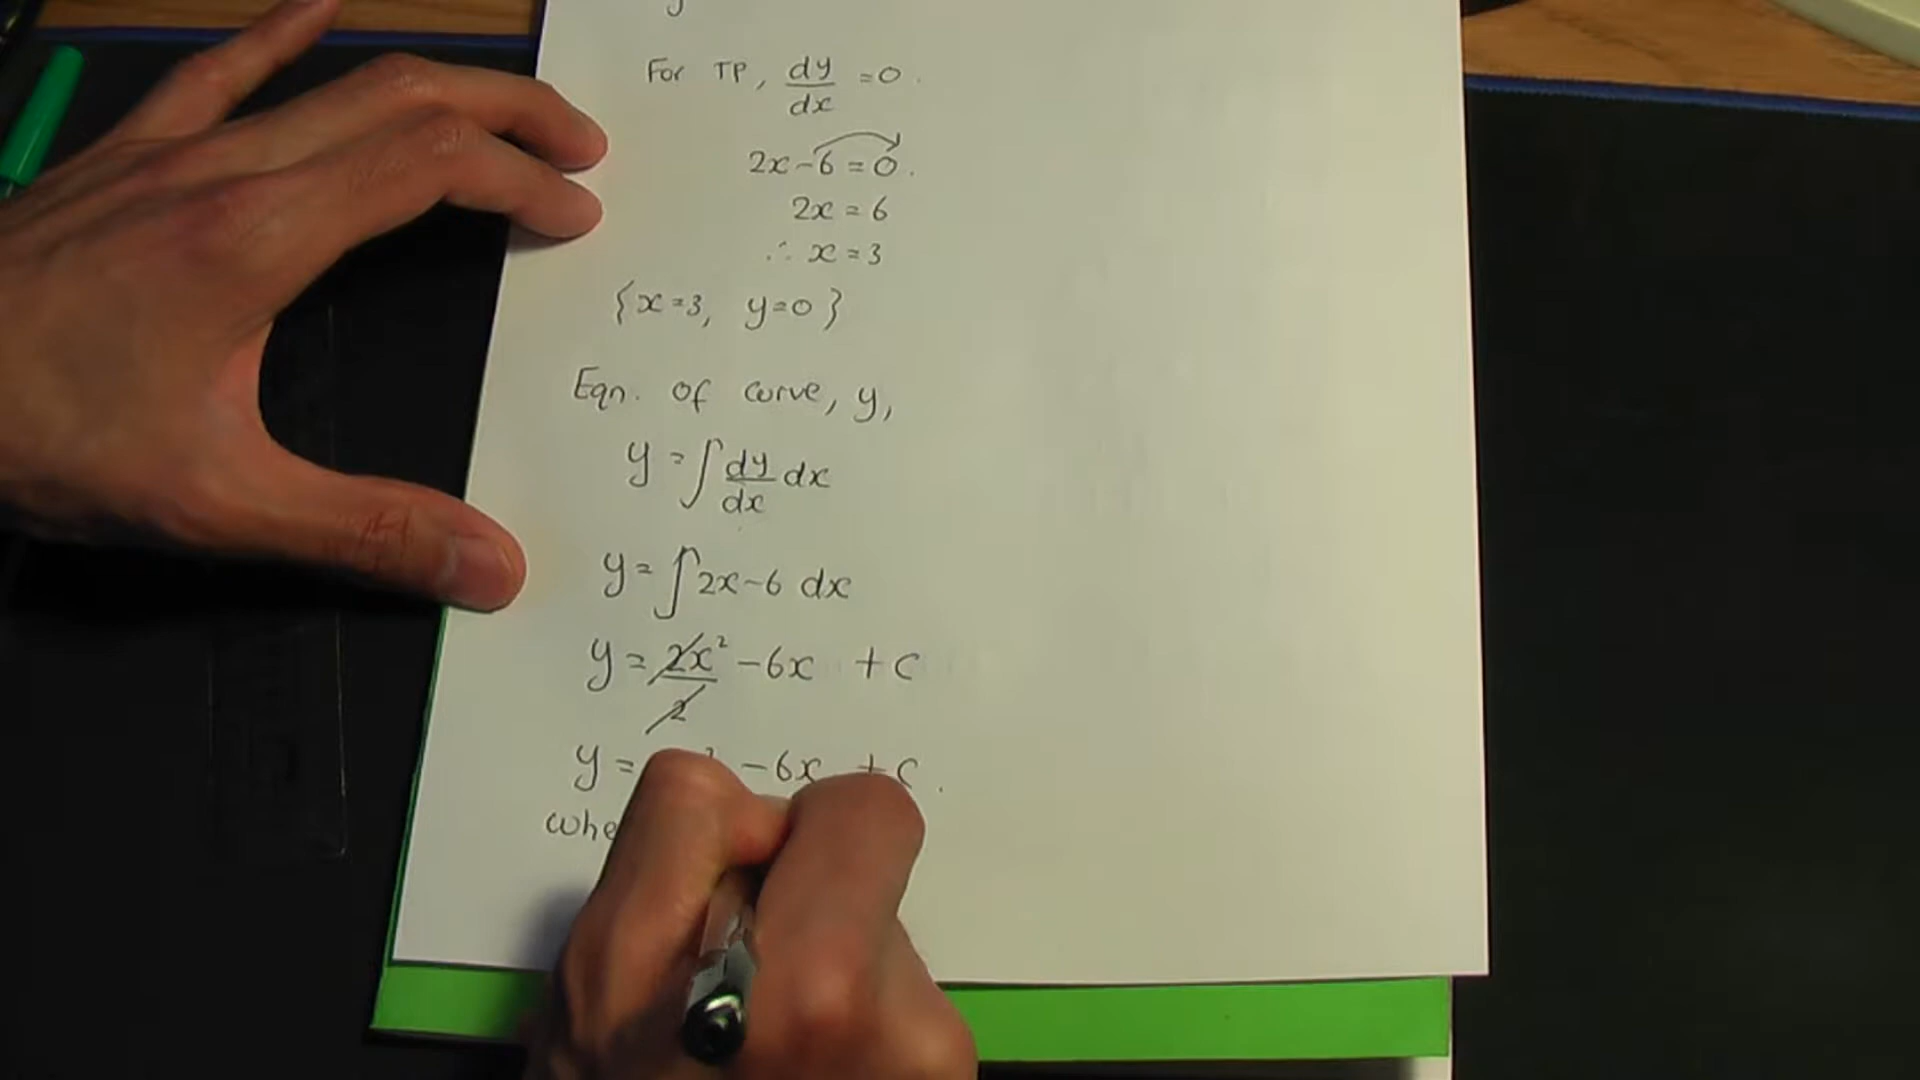 For TP, dy/dx = 0.
2x - 6 = 0.
2x = 6
∴ x = 3
{x = 3, y = 0}
Eqn. of curve, y,
y = ∫ dy/dx dx
y = ∫ 2x - 6 dx
y = 2x²/2 - 6x + c
y = ² - 6x + c.